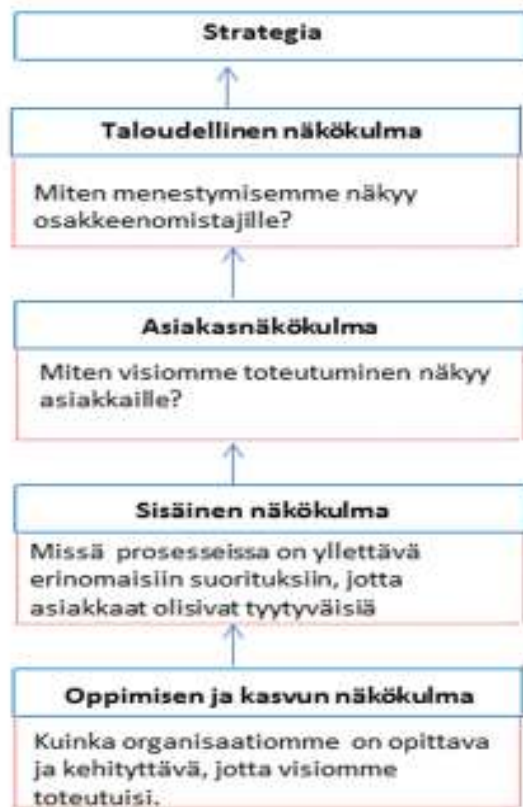 Strategia
Taloudellinen näkökulma
Miten menestymisemme näkyy
osakkeenomistajille?
Asiakasnäkökulma
Miten visiomme toteutuminen näkyy
asiakkaille?
Sisäinen näkökulma
Missä prosesseissa on yllettävä
erinomaisiin suorituksiin, jotta
asiakkaat olisivat tyytyväisiä
Oppimisen ja kasvun näkökulma
Kuinka organisaatiomme on opittava
ja kehityttävä, jotta visiomme
toteutuisi.